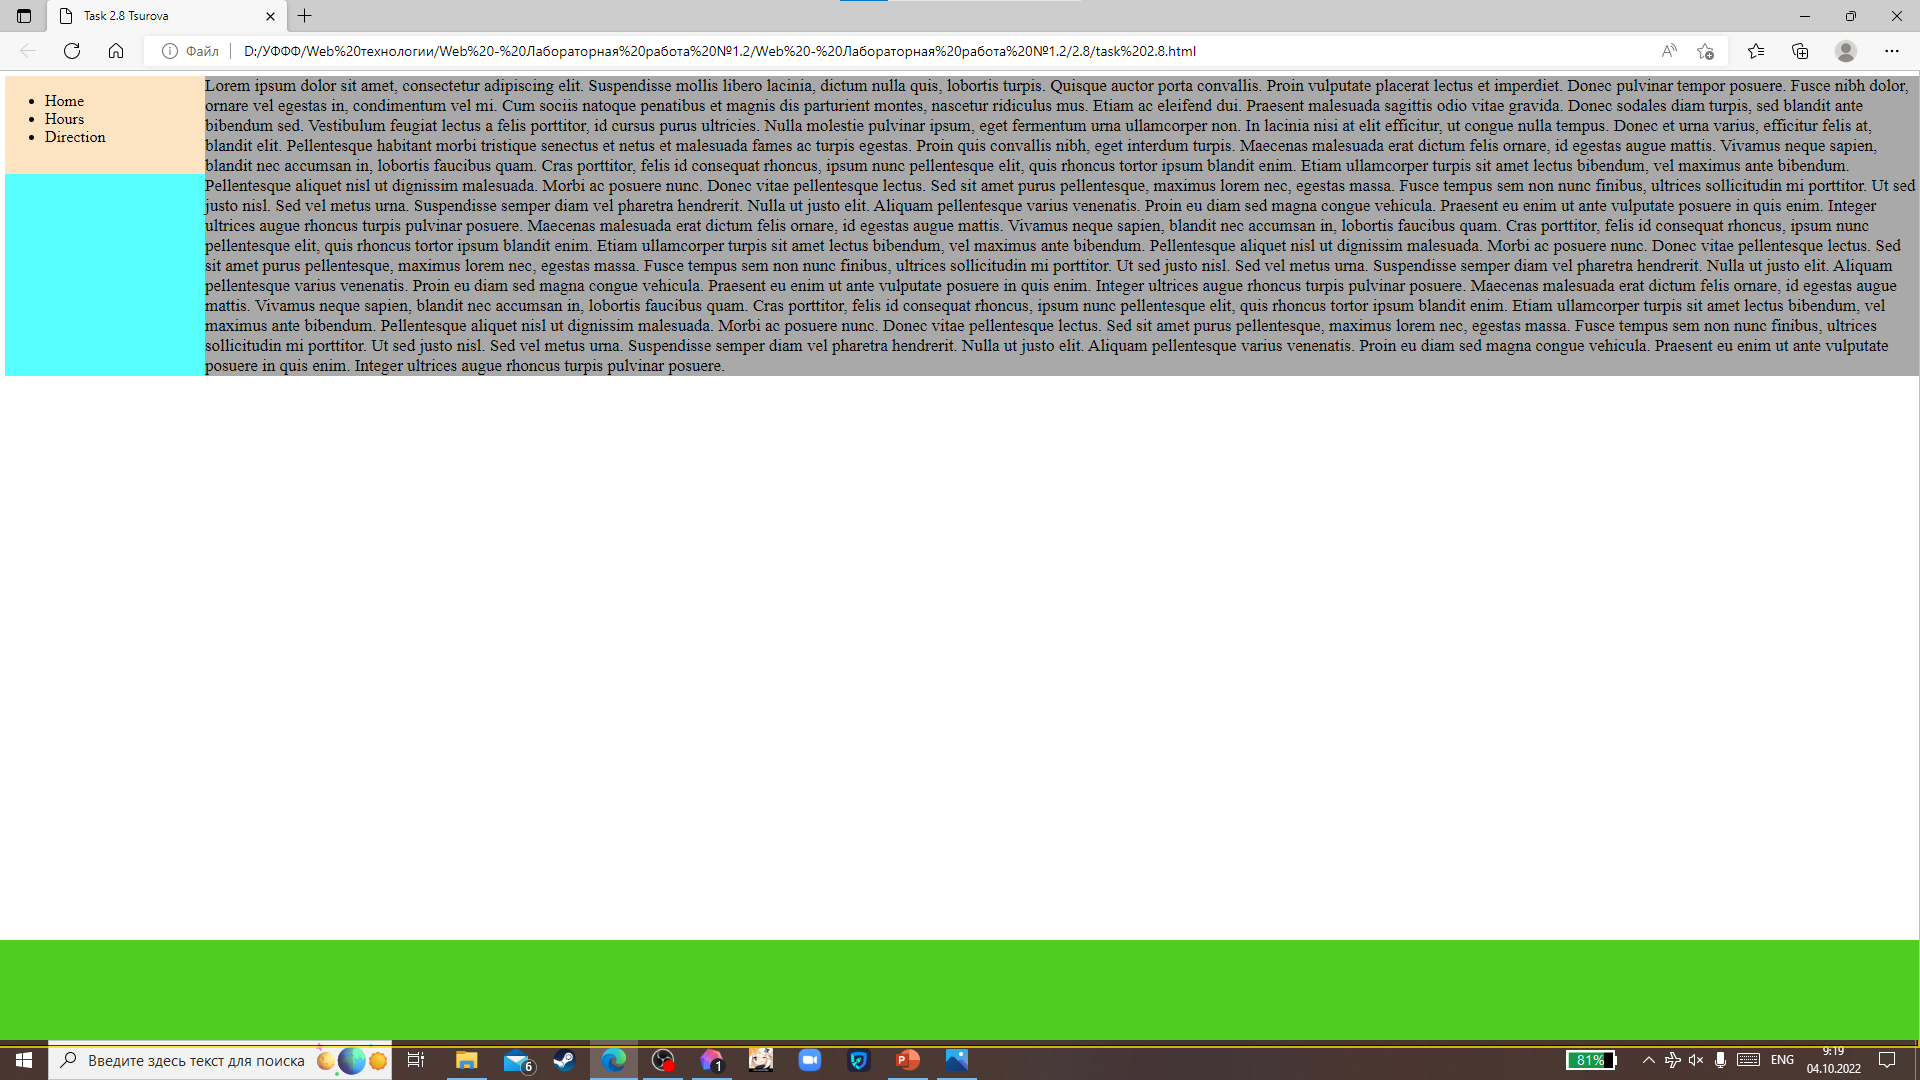 Task 2.8 Tsurova
Файл
D:/УФФФ/Web%20технологии/Web%20-%20Лабораторная%20работа%20№1.2/Web%20-%20Лабораторная%20работа%20№1.2/2.8/task%202.8.html
Home
Hours
Direction
Lorem ipsum dolor sit amet, consectetur adipiscing elit. Suspendisse mollis libero lacinia, dictum nulla quis, lobortis turpis. Quisque auctor porta convallis. Proin vulputate placerat lectus et imperdiet. Donec pulvinar tempor posuere. Fusce nibh dolor,
ornare vel egestas in, condimentum vel mi. Cum sociis natoque penatibus et magnis dis parturient montes, nascetur ridiculus mus. Etiam ac eleifend dui. Praesent malesuada sagittis odio vitae gravida. Donec sodales diam turpis, sed blandit ante
bibendum sed. Vestibulum feugiat lectus a felis porttitor, id cursus purus ultricies. Nulla molestie pulvinar ipsum, eget fermentum urna ullamcorper non. In lacinia nisi at elit efficitur, ut congue nulla tempus. Donec et urna varius, efficitur felis at,
blandit elit. Pellentesque habitant morbi tristique senectus et netus et malesuada fames ac turpis egestas. Proin quis convallis nibh, eget interdum turpis. Maecenas malesuada erat dictum felis ornare, id egestas augue mattis. Vivamus neque sapien,
blandit nec accumsan in, lobortis faucibus quam. Cras porttitor, felis id consequat rhoncus, ipsum nunc pellentesque elit, quis rhoncus tortor ipsum blandit enim. Etiam ullamcorper turpis sit amet lectus bibendum, vel maximus ante bibendum.
Pellentesque aliquet nisl ut dignissim malesuada. Morbi ac posuere nunc. Donec vitae pellentesque lectus. Sed sit amet purus pellentesque, maximus lorem nec, egestas massa. Fusce tempus sem non nunc finibus, ultrices sollicitudin mi porttitor. Ut sed
justo nisl. Sed vel metus urna. Suspendisse semper diam vel pharetra hendrerit. Nulla ut justo elit. Aliquam pellentesque varius venenatis. Proin eu diam sed magna congue vehicula. Praesent eu enim ut ante vulputate posuere in quis enim. Integer
ultrices augue rhoncus turpis pulvinar posuere. Maecenas malesuada erat dictum felis ornare, id egestas augue mattis. Vivamus neque sapien, blandit nec accumsan in, lobortis faucibus quam. Cras porttitor, felis id consequat rhoncus, ipsum nunc
pellentesque elit, quis rhoncus tortor ipsum blandit enim. Etiam ullamcorper turpis sit amet lectus bibendum, vel maximus ante bibendum. Pellentesque aliquet nisl ut dignissim malesuada. Morbi ac posuere nunc. Donec vitae pellentesque lectus. Sed
sit amet purus pellentesque, maximus lorem nec, egestas massa. Fusce tempus sem non nunc finibus, ultrices sollicitudin mi porttitor. Ut sed justo nisl. Sed vel metus urna. Suspendisse semper diam vel pharetra hendrerit. Nulla ut justo elit. Aliquam
pellentesque varius venenatis. Proin eu diam sed magna congue vehicula. Praesent eu enim ut ante vulputate posuere in quis enim. Integer ultrices augue rhoncus turpis pulvinar posuere. Maecenas malesuada erat dictum felis ornare, id egestas augue
mattis. Vivamus neque sapien, blandit nec accumsan in, lobortis faucibus quam. Cras porttitor, felis id consequat rhoncus, ipsum nunc pellentesque elit, quis rhoncus tortor ipsum blandit enim. Etiam ullamcorper turpis sit amet lectus bibendum, vel
maximus ante bibendum. Pellentesque aliquet nisl ut dignissim malesuada. Morbi ac posuere nunc. Donec vitae pellentesque lectus. Sed sit amet purus pellentesque, maximus lorem nec, egestas massa. Fusce tempus sem non nunc finibus, ultrices
sollicitudin mi porttitor. Ut sed justo nisl. Sed vel metus urna. Suspendisse semper diam vel pharetra hendrerit. Nulla ut justo elit. Aliquam pellentesque varius venenatis. Proin eu diam sed magna congue vehicula. Praesent eu enim ut ante vulputate
posuere in quis enim. Integer ultrices augue rhoncus turpis pulvinar posuere.
Введите здесь текст для поиска
6
1
81%
ENG
9:19
04.10.2022